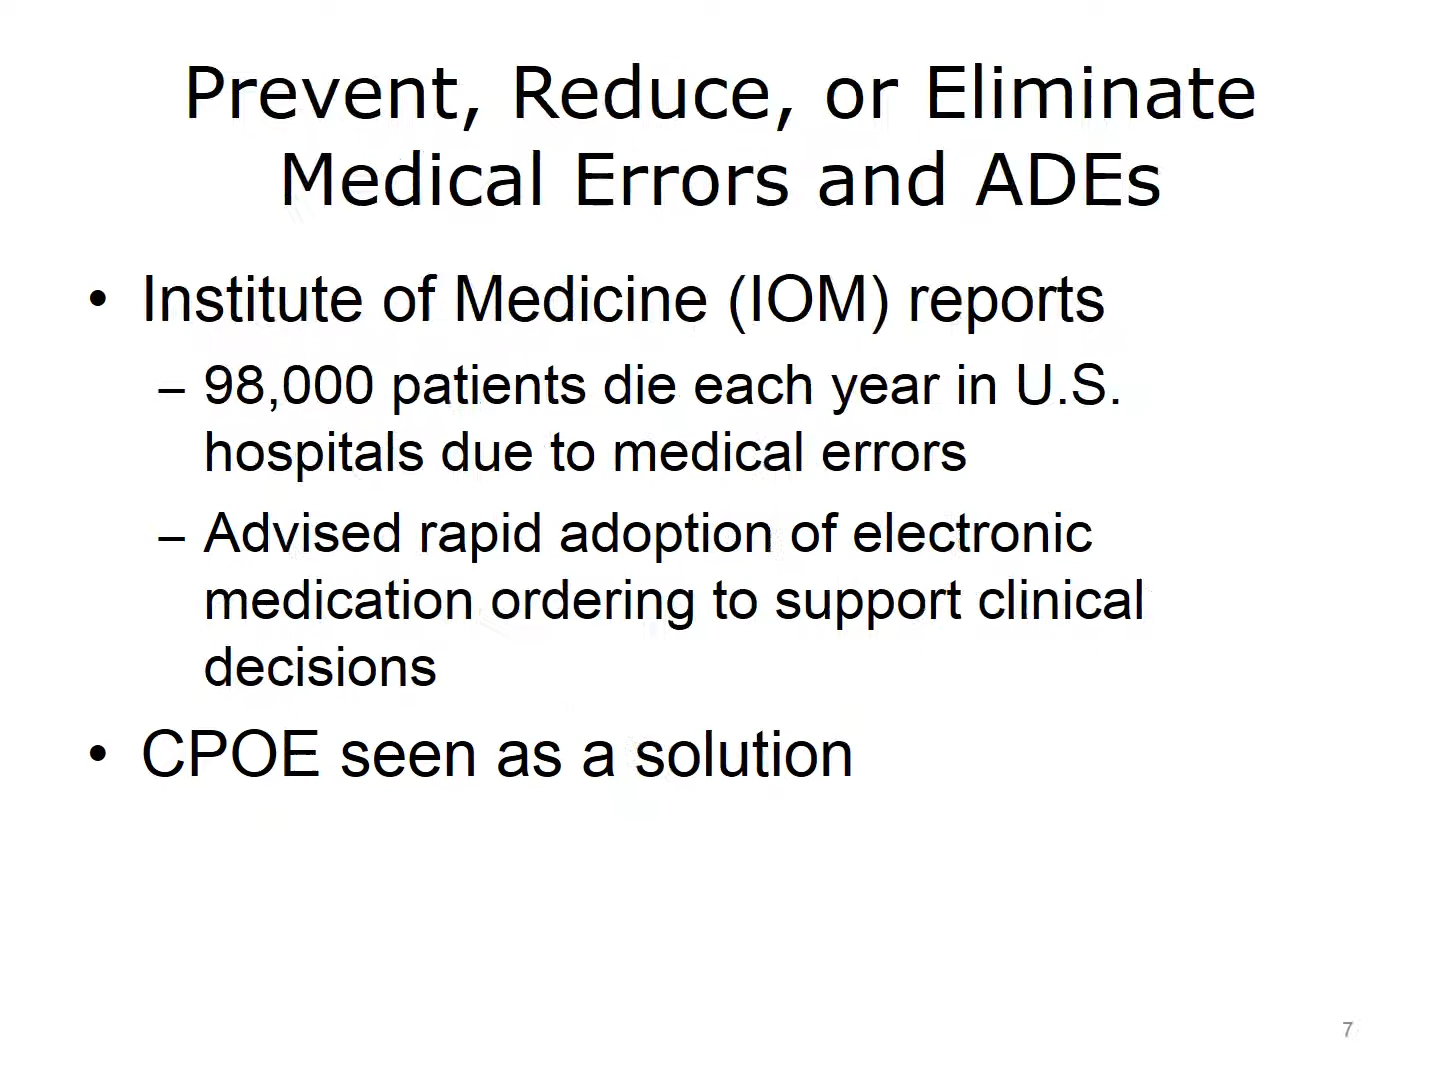 Prevent, Reduce, or Eliminate
Medical Errors and ADEs
• Institute of Medicine (IOM) reports
– 98,000 patients die each year in U.S.
hospitals due to medical errors
– Advised rapid adoption of electronic
medication ordering to support clinical
decisions
• CPOE seen as a solution
7